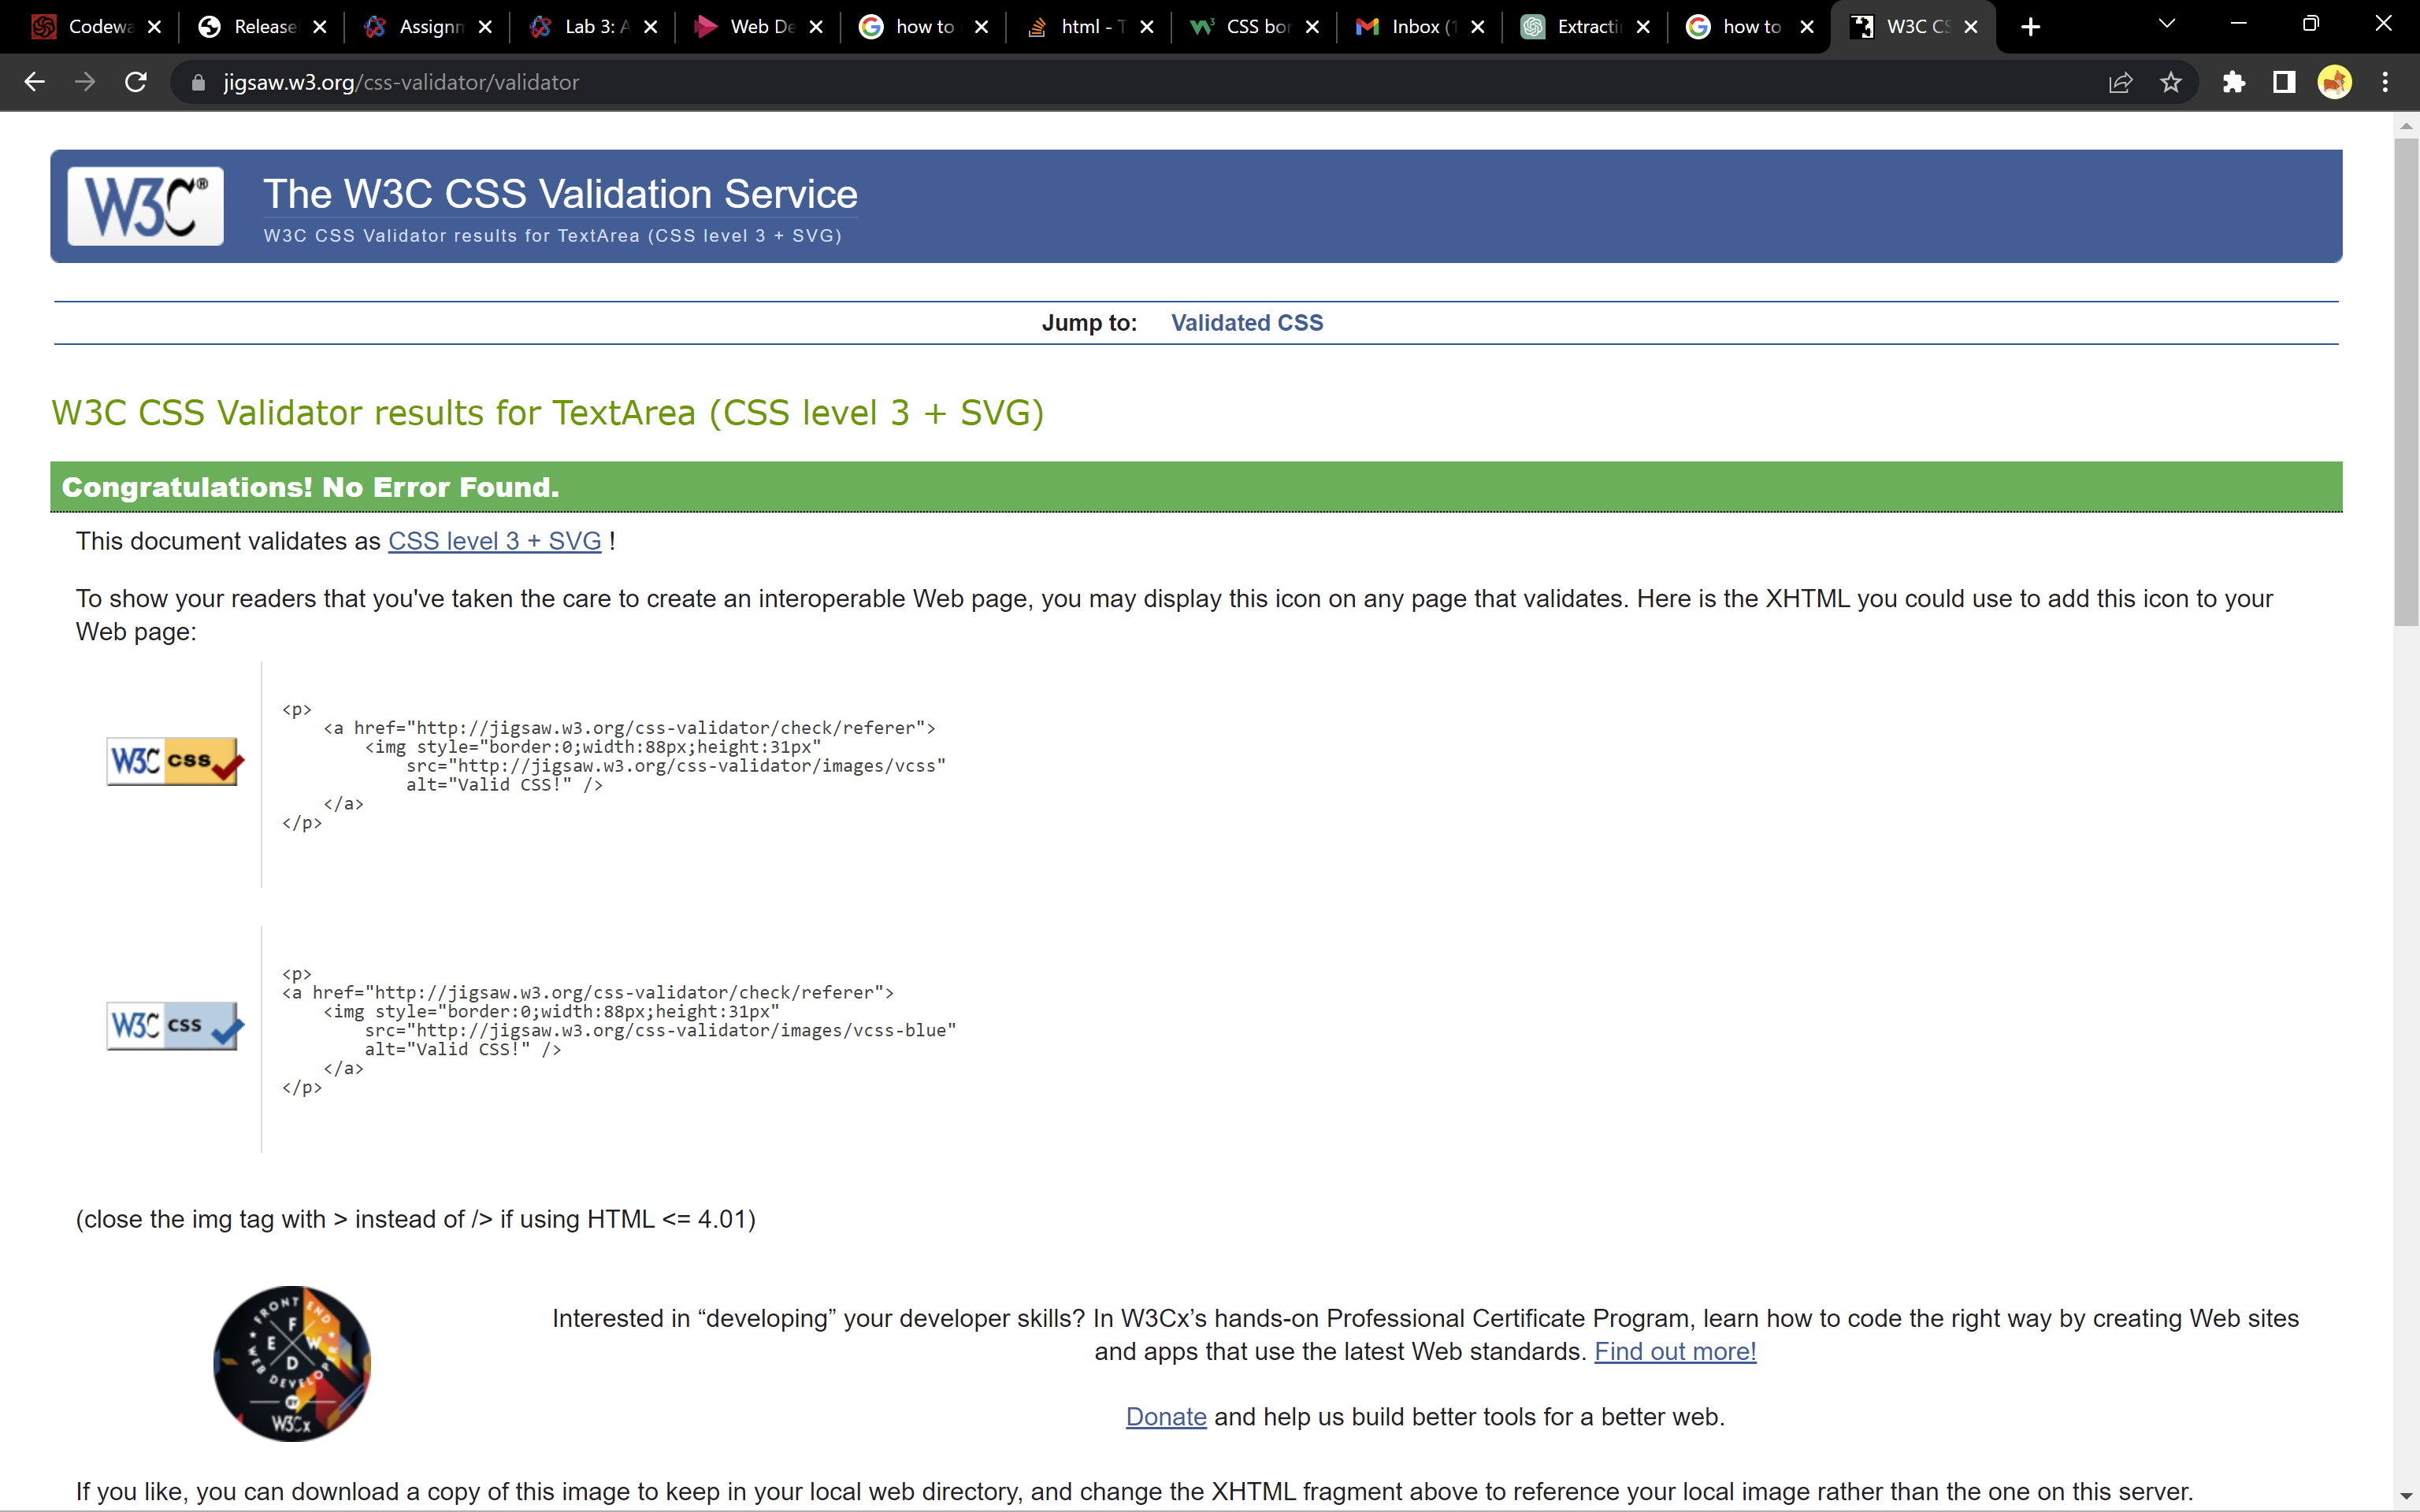 Codewa
Release
Assignm
Lab 3: A
Web De
how to
html - T
CSS bor
Inbox (1
Extractin
how to
W3C CS
jigsaw.w3.org/css-validator/validator
W3C®
The W3C CSS Validation Service
W3C CSS Validator results for TextArea (CSS level 3 + SVG)
Jump to: Validated CSS
W3C CSS Validator results for TextArea (CSS level 3 + SVG)
Congratulations! No Error Found.
This document validates as CSS level 3 + SVG !
To show your readers that you've taken the care to create an interoperable Web page, you may display this icon on any page that validates. Here is the XHTML you could use to add this icon to your
Web page:
W3C css
<p>
<a href="http://jigsaw.w3.org/css-validator/check/referer">
<img style="border:0;width:88px;height:31px"
src="http://jigsaw.w3.org/css-validator/images/vcss"
alt="Valid CSS!" />
</a>
</p>
W3C css
<p>
<a href="http://jigsaw.w3.org/css-validator/check/referer">
<img style="border:0;width:88px;height:31px"
src="http://jigsaw.w3.org/css-validator/images/vcss-blue"
alt="Valid CSS!" />
</a>
</p>
(close the img tag with > instead of /> if using HTML <= 4.01)
FRONT END
F E W D
WEB DEVELOPER
BY
W3Cx
Interested in “developing” your developer skills? In W3Cx’s hands-on Professional Certificate Program, learn how to code the right way by creating Web sites
and apps that use the latest Web standards. Find out more!
Donate and help us build better tools for a better web.
If you like, you can download a copy of this image to keep in your local web directory, and change the XHTML fragment above to reference your local image rather than the one on this server.